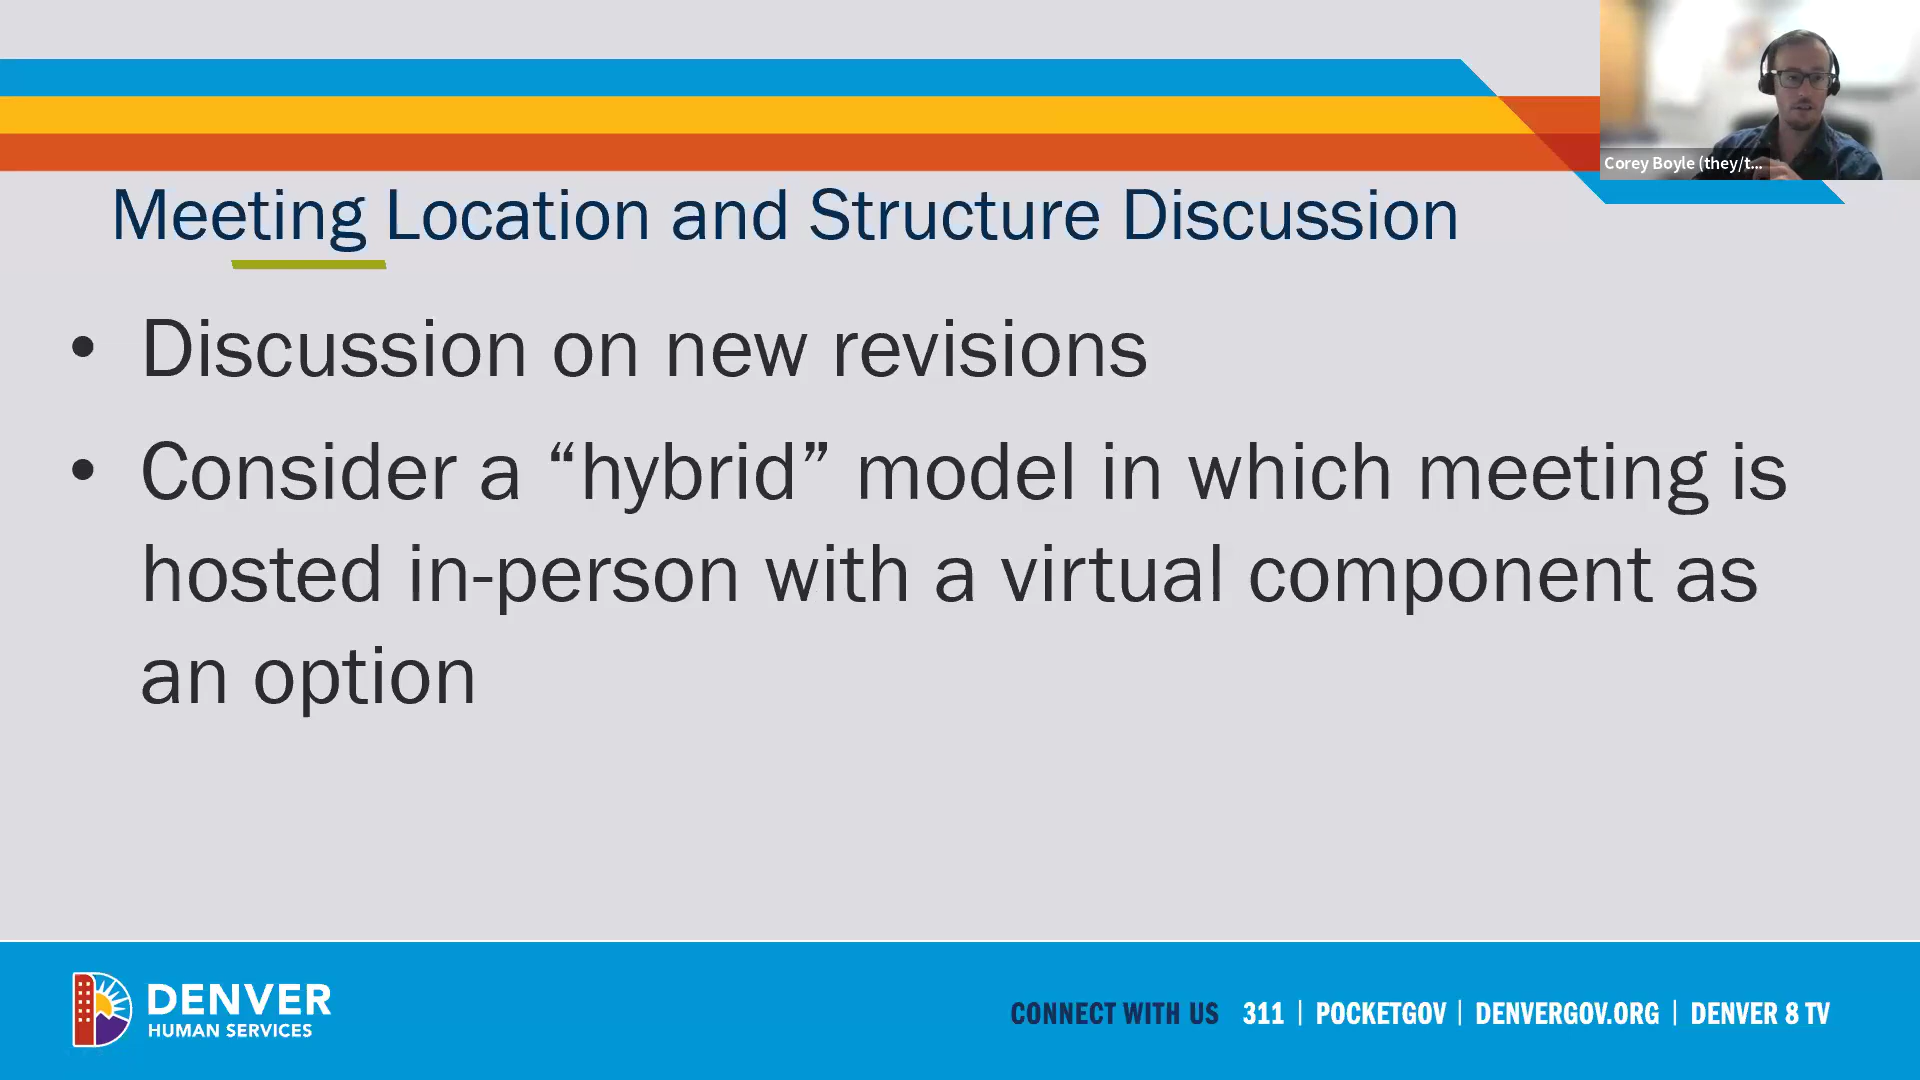 Corey Boyle (they/t...
Meeting Location and Structure Discussion
• Discussion on new revisions
• Consider a “hybrid” model in which meeting is
hosted in-person with a virtual component as
an option
DENVER
HUMAN SERVICES
CONNECT WITH US 311 | POCKETGOV | DENVERGOV.ORG | DENVER 8 TV